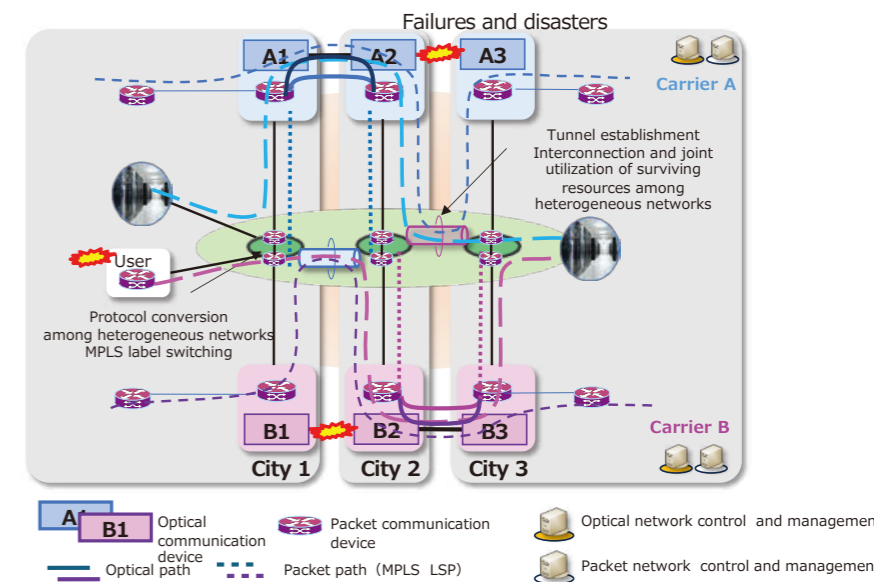 Failures and disasters
A1
A2
A3
Carrier A
Tunnel establishment
Interconnection and joint
utilization of surviving
resources among
heterogeneous networks
User
Protocol conversion
among heterogeneous networks
MPLS label switching
B1
B2
B3
Carrier B
City 1
City 2
City 3
A1
B1
Optical
communication
device
Packet communication
device
Optical network control and management
Packet network control and management
Optical path
Packet path (MPLS LSP)